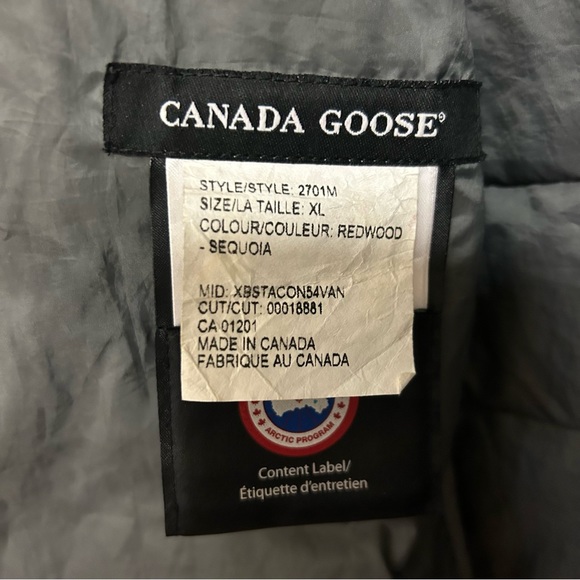 CANADA GOOSE®
STYLE/STYLE: 2701M
SIZE/LA TAILLE: XL
COLOUR/COULEUR: REDWOOD
- SEQUOIA
MID: XBSTACON54VAN
CUT/CUT: 00018881
CA 01201
MADE IN CANADA
FABRIQUE AU CANADA
ARCTIC PROGRAM
Content Label/
Étiquette d'entretien